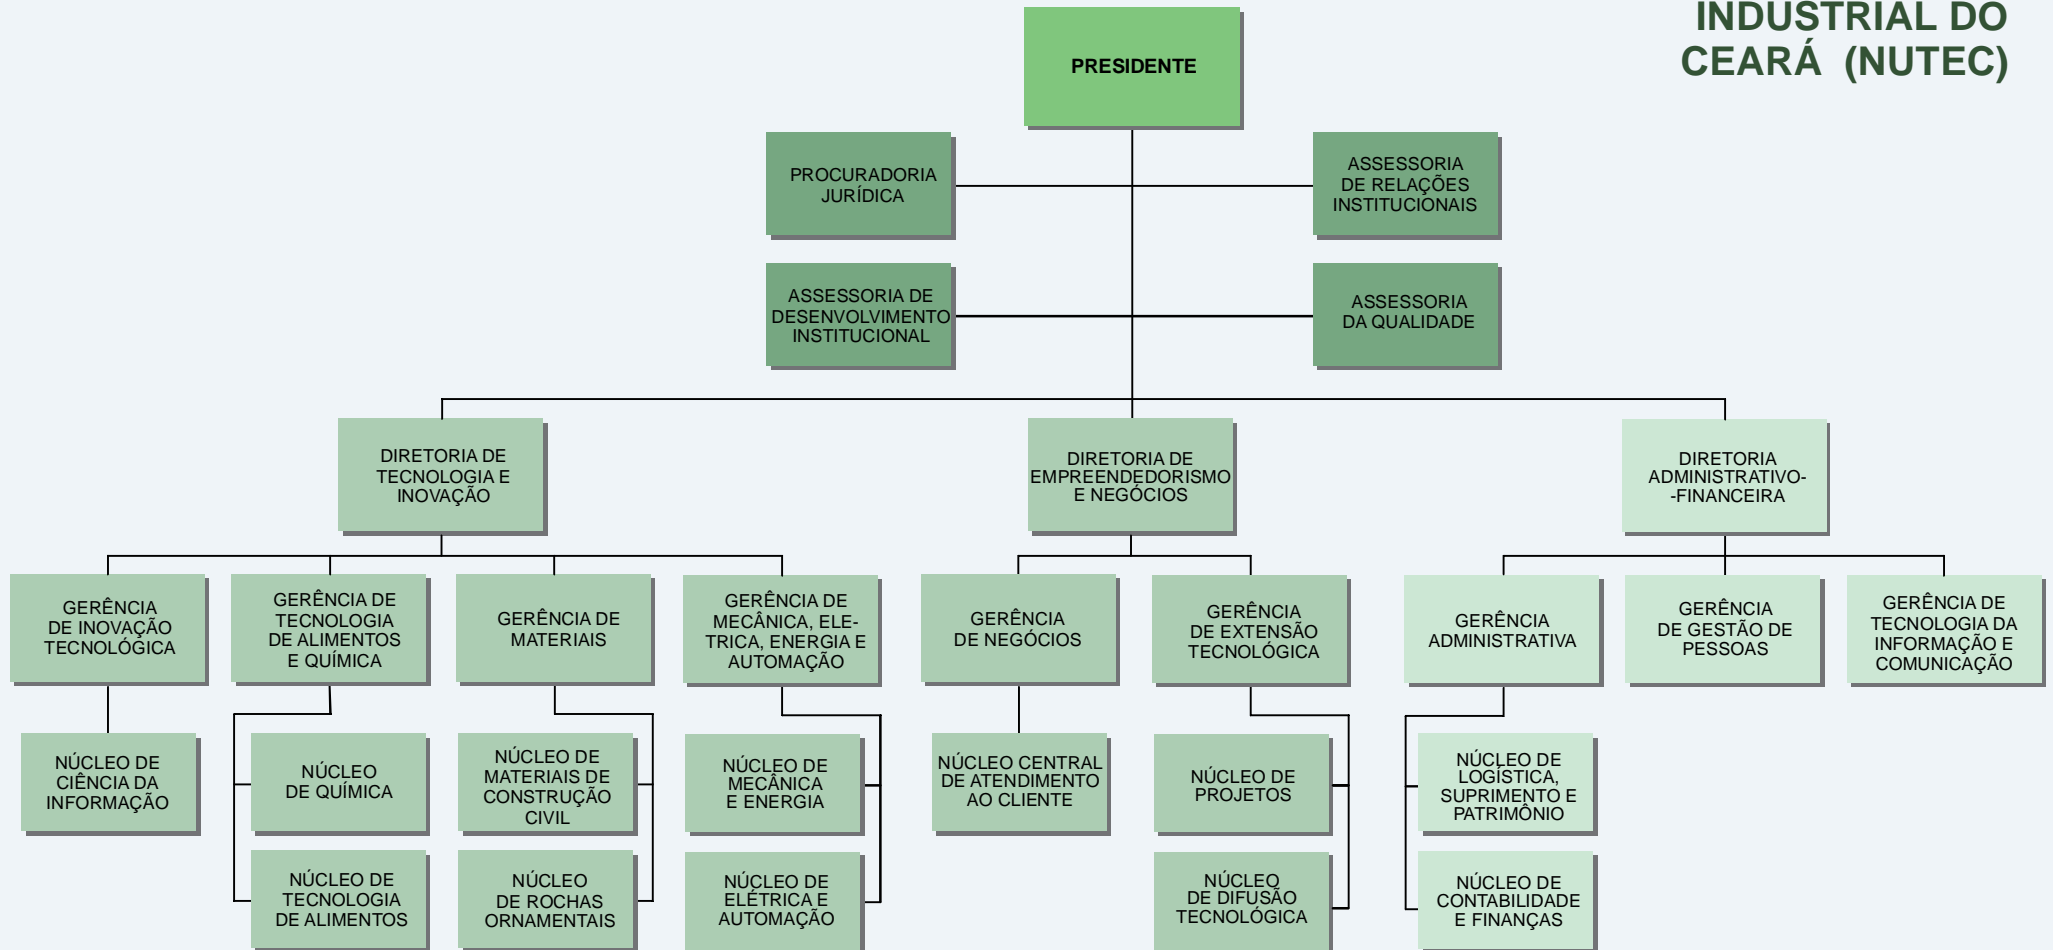 INDUSTRIAL DO
CEARÁ (NUTEC)
PRESIDENTE
PROCURADORIA
JURÍDICA
ASSESSORIA
DE RELAÇÕES
INSTITUCIONAIS
ASSESSORIA DE
DESENVOLVIMENTO
INSTITUCIONAL
ASSESSORIA
DA QUALIDADE
DIRETORIA DE
TECNOLOGIA E
INOVAÇÃO
DIRETORIA DE
EMPREENDEDORISMO
E NEGÓCIOS
DIRETORIA
ADMINISTRATIVO-
-FINANCEIRA
GERÊNCIA
DE INOVAÇÃO
TECNOLÓGICA
GERÊNCIA DE
TECNOLOGIA
DE ALIMENTOS
E QUÍMICA
GERÊNCIA DE
MATERIAIS
GERÊNCIA DE
MECÂNICA, ELE-
TRICA, ENERGIA E
AUTOMAÇÃO
GERÊNCIA
DE NEGÓCIOS
GERÊNCIA
DE EXTENSÃO
TECNOLÓGICA
GERÊNCIA
ADMINISTRATIVA
GERÊNCIA
DE GESTÃO DE
PESSOAS
GERÊNCIA DE
TECNOLOGIA DA
INFORMAÇÃO E
COMUNICAÇÃO
NÚCLEO DE
CIÊNCIA DA
INFORMAÇÃO
NÚCLEO
DE QUÍMICA
NÚCLEO DE
MATERIAIS DE
CONSTRUÇÃO
CIVIL
NÚCLEO DE
MECÂNICA
E ENERGIA
NÚCLEO CENTRAL
DE ATENDIMENTO
AO CLIENTE
NÚCLEO DE
PROJETOS
NÚCLEO DE
LOGÍSTICA,
SUPRIMENTO E
PATRIMÔNIO
NÚCLEO DE
TECNOLOGIA
DE ALIMENTOS
NÚCLEO
DE ROCHAS
ORNAMENTAIS
NÚCLEO DE
ELÉTRICA E
AUTOMAÇÃO
NÚCLEO
DE DIFUSÃO
TECNOLÓGICA
NÚCLEO DE
CONTABILIDADE
E FINANÇAS